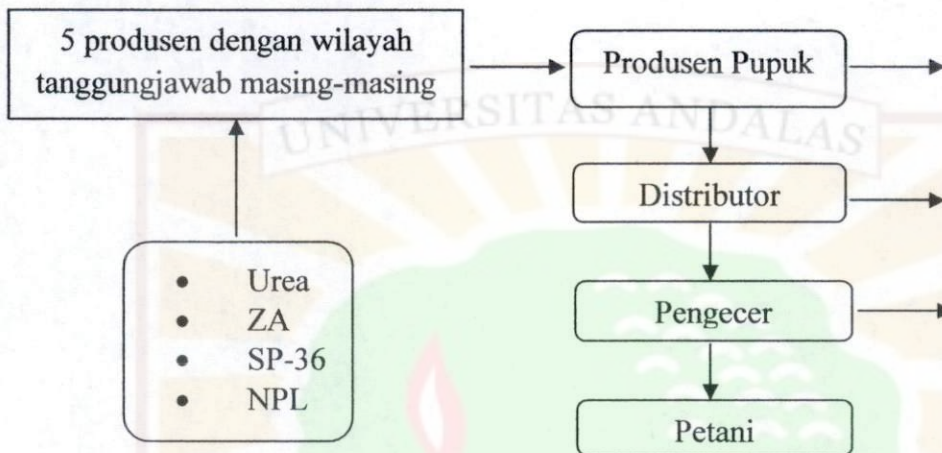 5 produsen dengan wilayah
tanggungjawab masing-masing
Produsen Pupuk
UNIVERSITAS ANDALAS
Distributor
• Urea
• ZA
• SP-36
• NPL
Pengecer
Petani